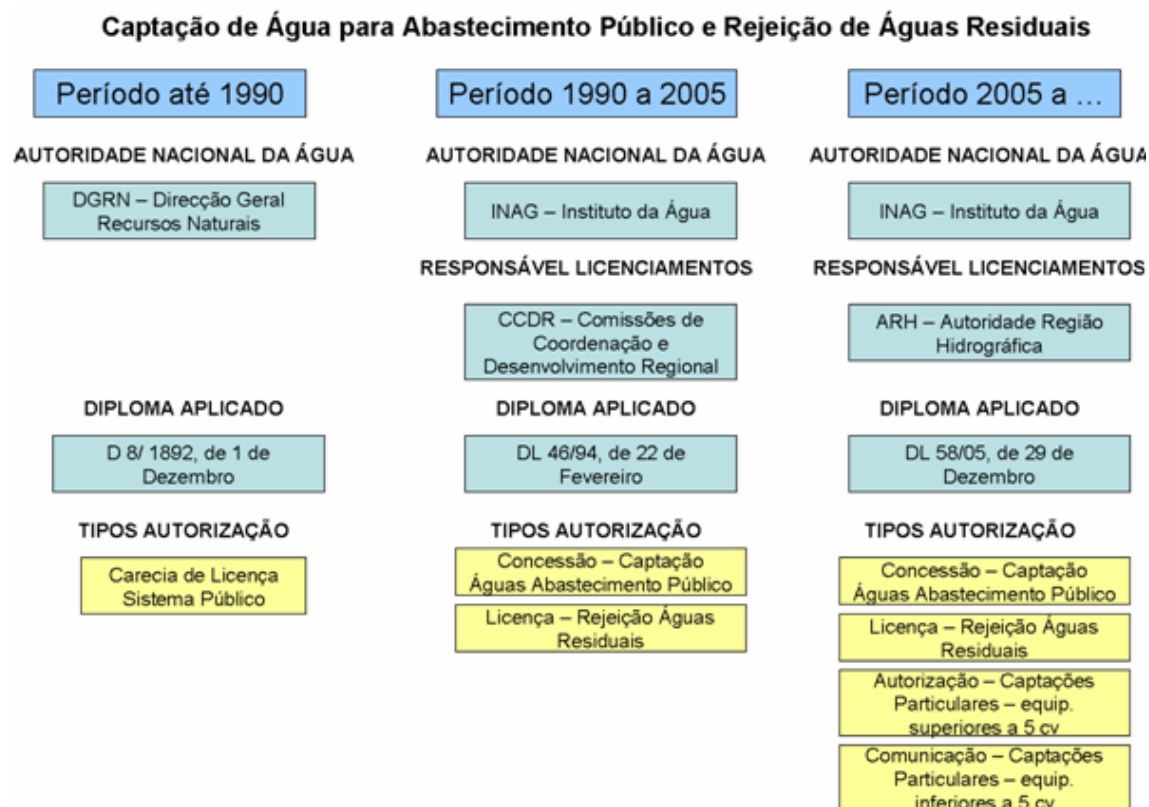 Captação de Água para Abastecimento Público e Rejeição de Águas Residuais
Período até 1990
AUTORIDADE NACIONAL DA ÁGUA
DGRN – Direcção Geral
Recursos Naturais
DIPLOMA APLICADO
D 8/ 1892, de 1 de
Dezembro
TIPOS AUTORIZAÇÃO
Carecia de Licença
Sistema Público
Período 1990 a 2005
AUTORIDADE NACIONAL DA ÁGUA
INAG – Instituto da Água
RESPONSÁVEL LICENCIAMENTOS
CCDR – Comissões de
Coordenação e
Desenvolvimento Regional
DIPLOMA APLICADO
DL 46/94, de 22 de
Fevereiro
TIPOS AUTORIZAÇÃO
Concessão – Captação
Águas Abastecimento Público
Licença – Rejeição Águas
Residuais
Período 2005 a ...
AUTORIDADE NACIONAL DA ÁGUA
INAG – Instituto da Água
RESPONSÁVEL LICENCIAMENTOS
ARH – Autoridade Região
Hidrográfica
DIPLOMA APLICADO
DL 58/05, de 29 de
Dezembro
TIPOS AUTORIZAÇÃO
Concessão – Captação
Águas Abastecimento Público
Licença – Rejeição Águas
Residuais
Autorização – Captações
Particulares – equip.
superiores a 5 cv
Comunicação – Captações
Particulares – equip.
inferiores a 5 cv